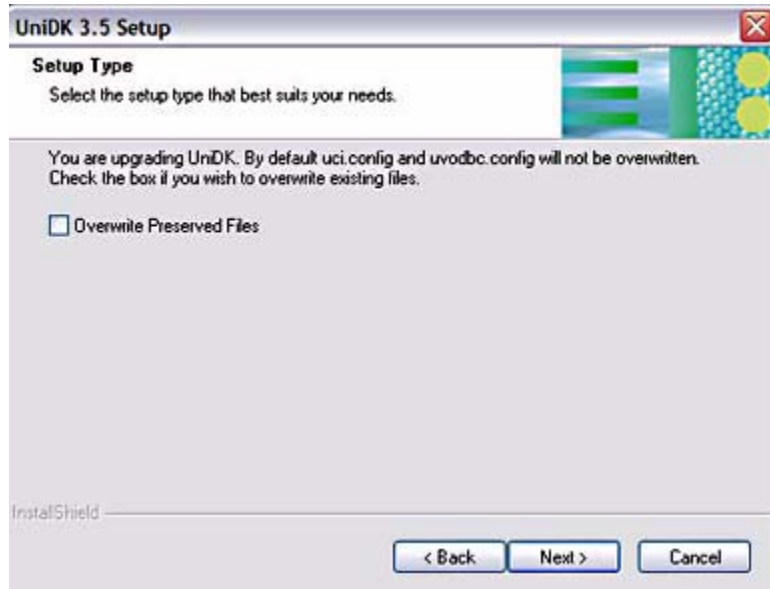 UniDK 3.5 Setup
Setup Type
Select the setup type that best suits your needs.
You are upgrading UniDK. By default uci.config and uvodbc.config will not be overwritten.
Check the box if you wish to overwrite existing files.
Overwrite Preserved Files
InstallShield
< Back
Next >
Cancel